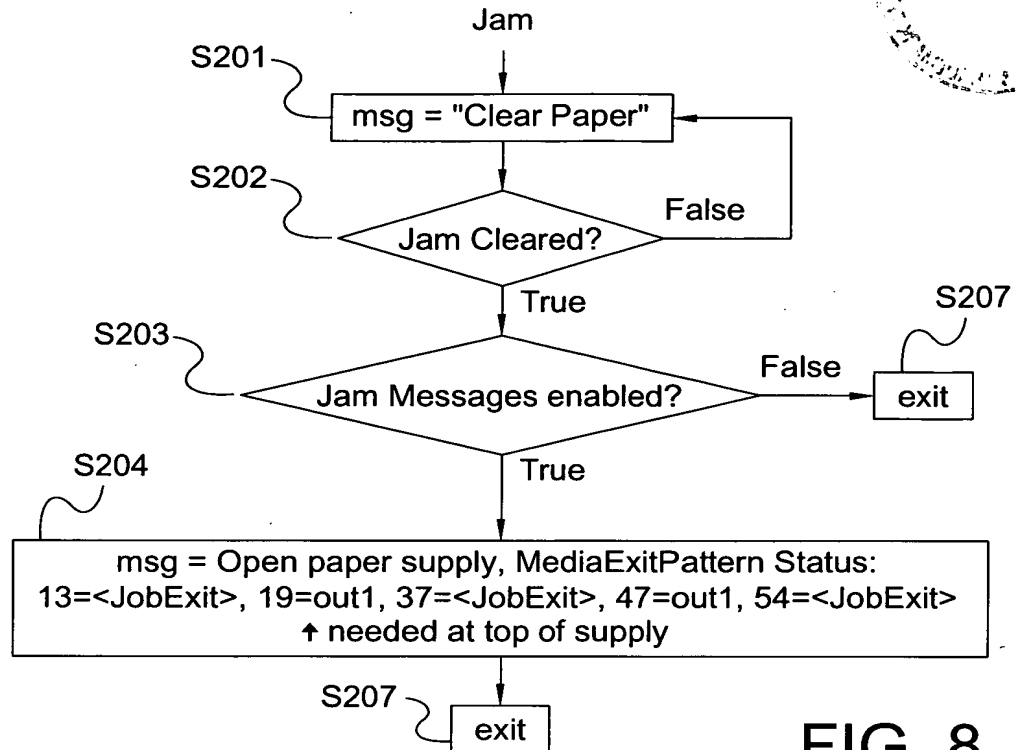 Jam
S201
msg = "Clear Paper"
S202
Jam Cleared?
False
True
S207
S203
Jam Messages enabled?
False
exit
True
S204
msg = Open paper supply, MediaExitPattern Status:
13=<JobExit>, 19=out1, 37=<JobExit>, 47=out1, 54=<JobExit>
↑ needed at top of supply
S207
exit
FIG. 8